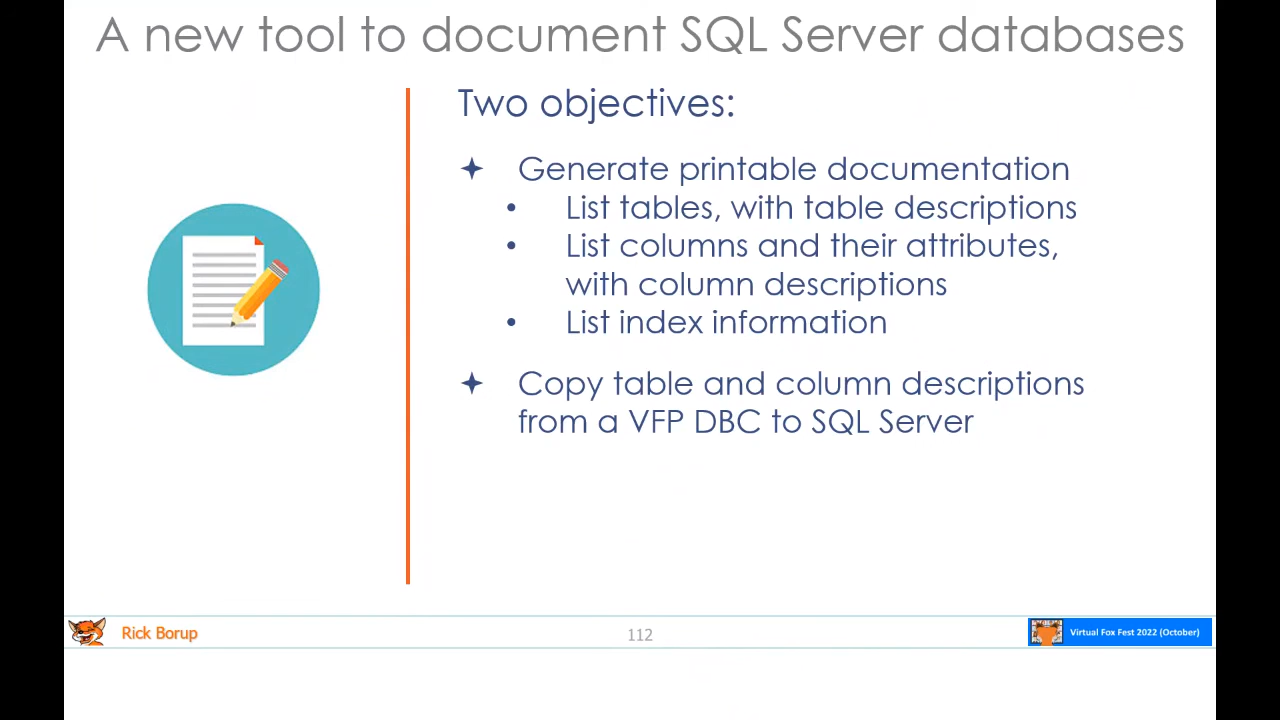 A new tool to document SQL Server databases
Two objectives:
✦ Generate printable documentation
• List tables, with table descriptions
• List columns and their attributes,
with column descriptions
• List index information
✦ Copy table and column descriptions
from a VFP DBC to SQL Server
Rick Borup
112
Virtual Fox Fest 2022 (October)